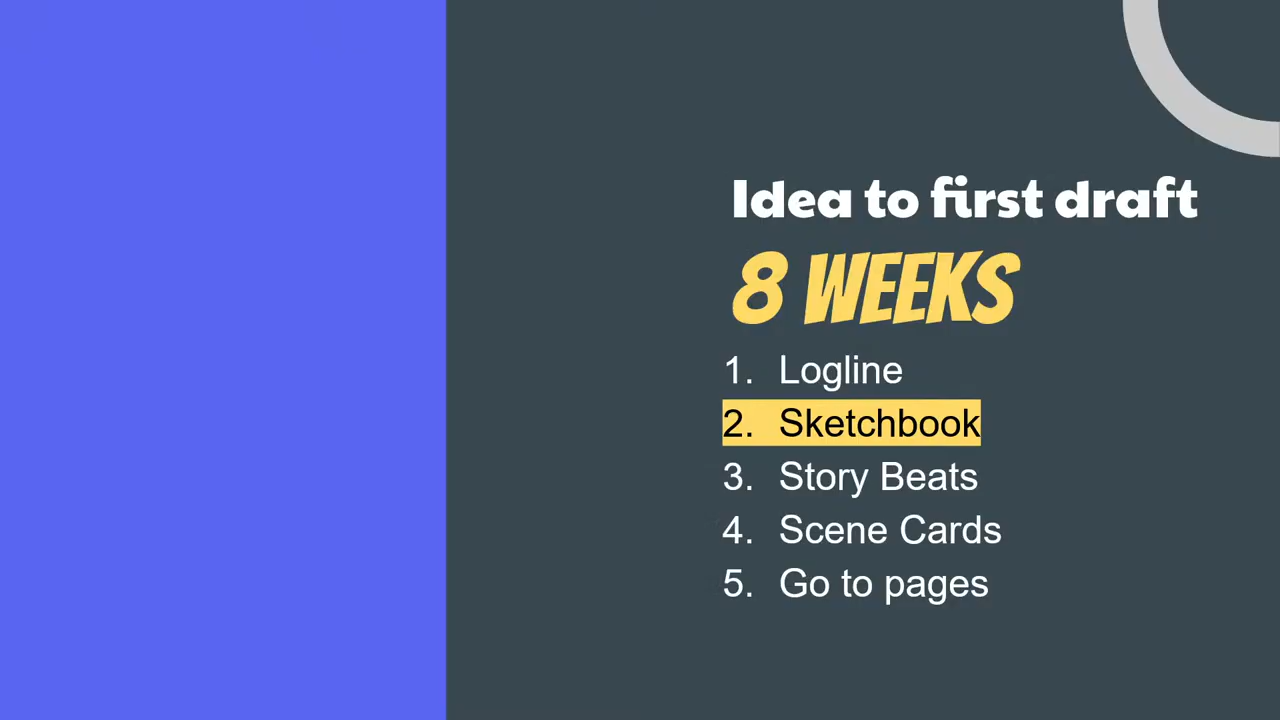 Idea to first draft
8 WEEKS
1. Logline
2. Sketchbook
3. Story Beats
4. Scene Cards
5. Go to pages